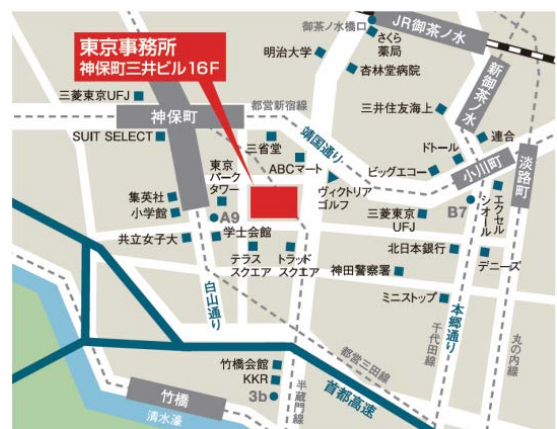 東京事務所
神保町三井ビル16F
御茶ノ水橋口
さくら
薬局
JR御茶ノ水
明治大学
杏林堂病院
新御茶ノ水
三菱東京UFJ
神保町
都営新宿線
三井住友海上
SUIT SELECT
三省堂
ABCマート
靖国通り
ドトール
連合
淡路町
東京
パーク
タワー
ビッグエコー
小川町
集英社
小学館
ヴィクトリア
ゴルフ
三菱東京
UFJ
B7
エクセル
シオール
A9
共立女子大
学士会館
テラス
スクエア
トラッド
スクエア
北日本銀行
デニーズ
神田警察署
白山通り
ミニストップ
本郷通り
千代田線
丸の内線
都営三田線
竹橋会館
KKR
3b
半蔵門線
首都高速
竹橋
清水濠